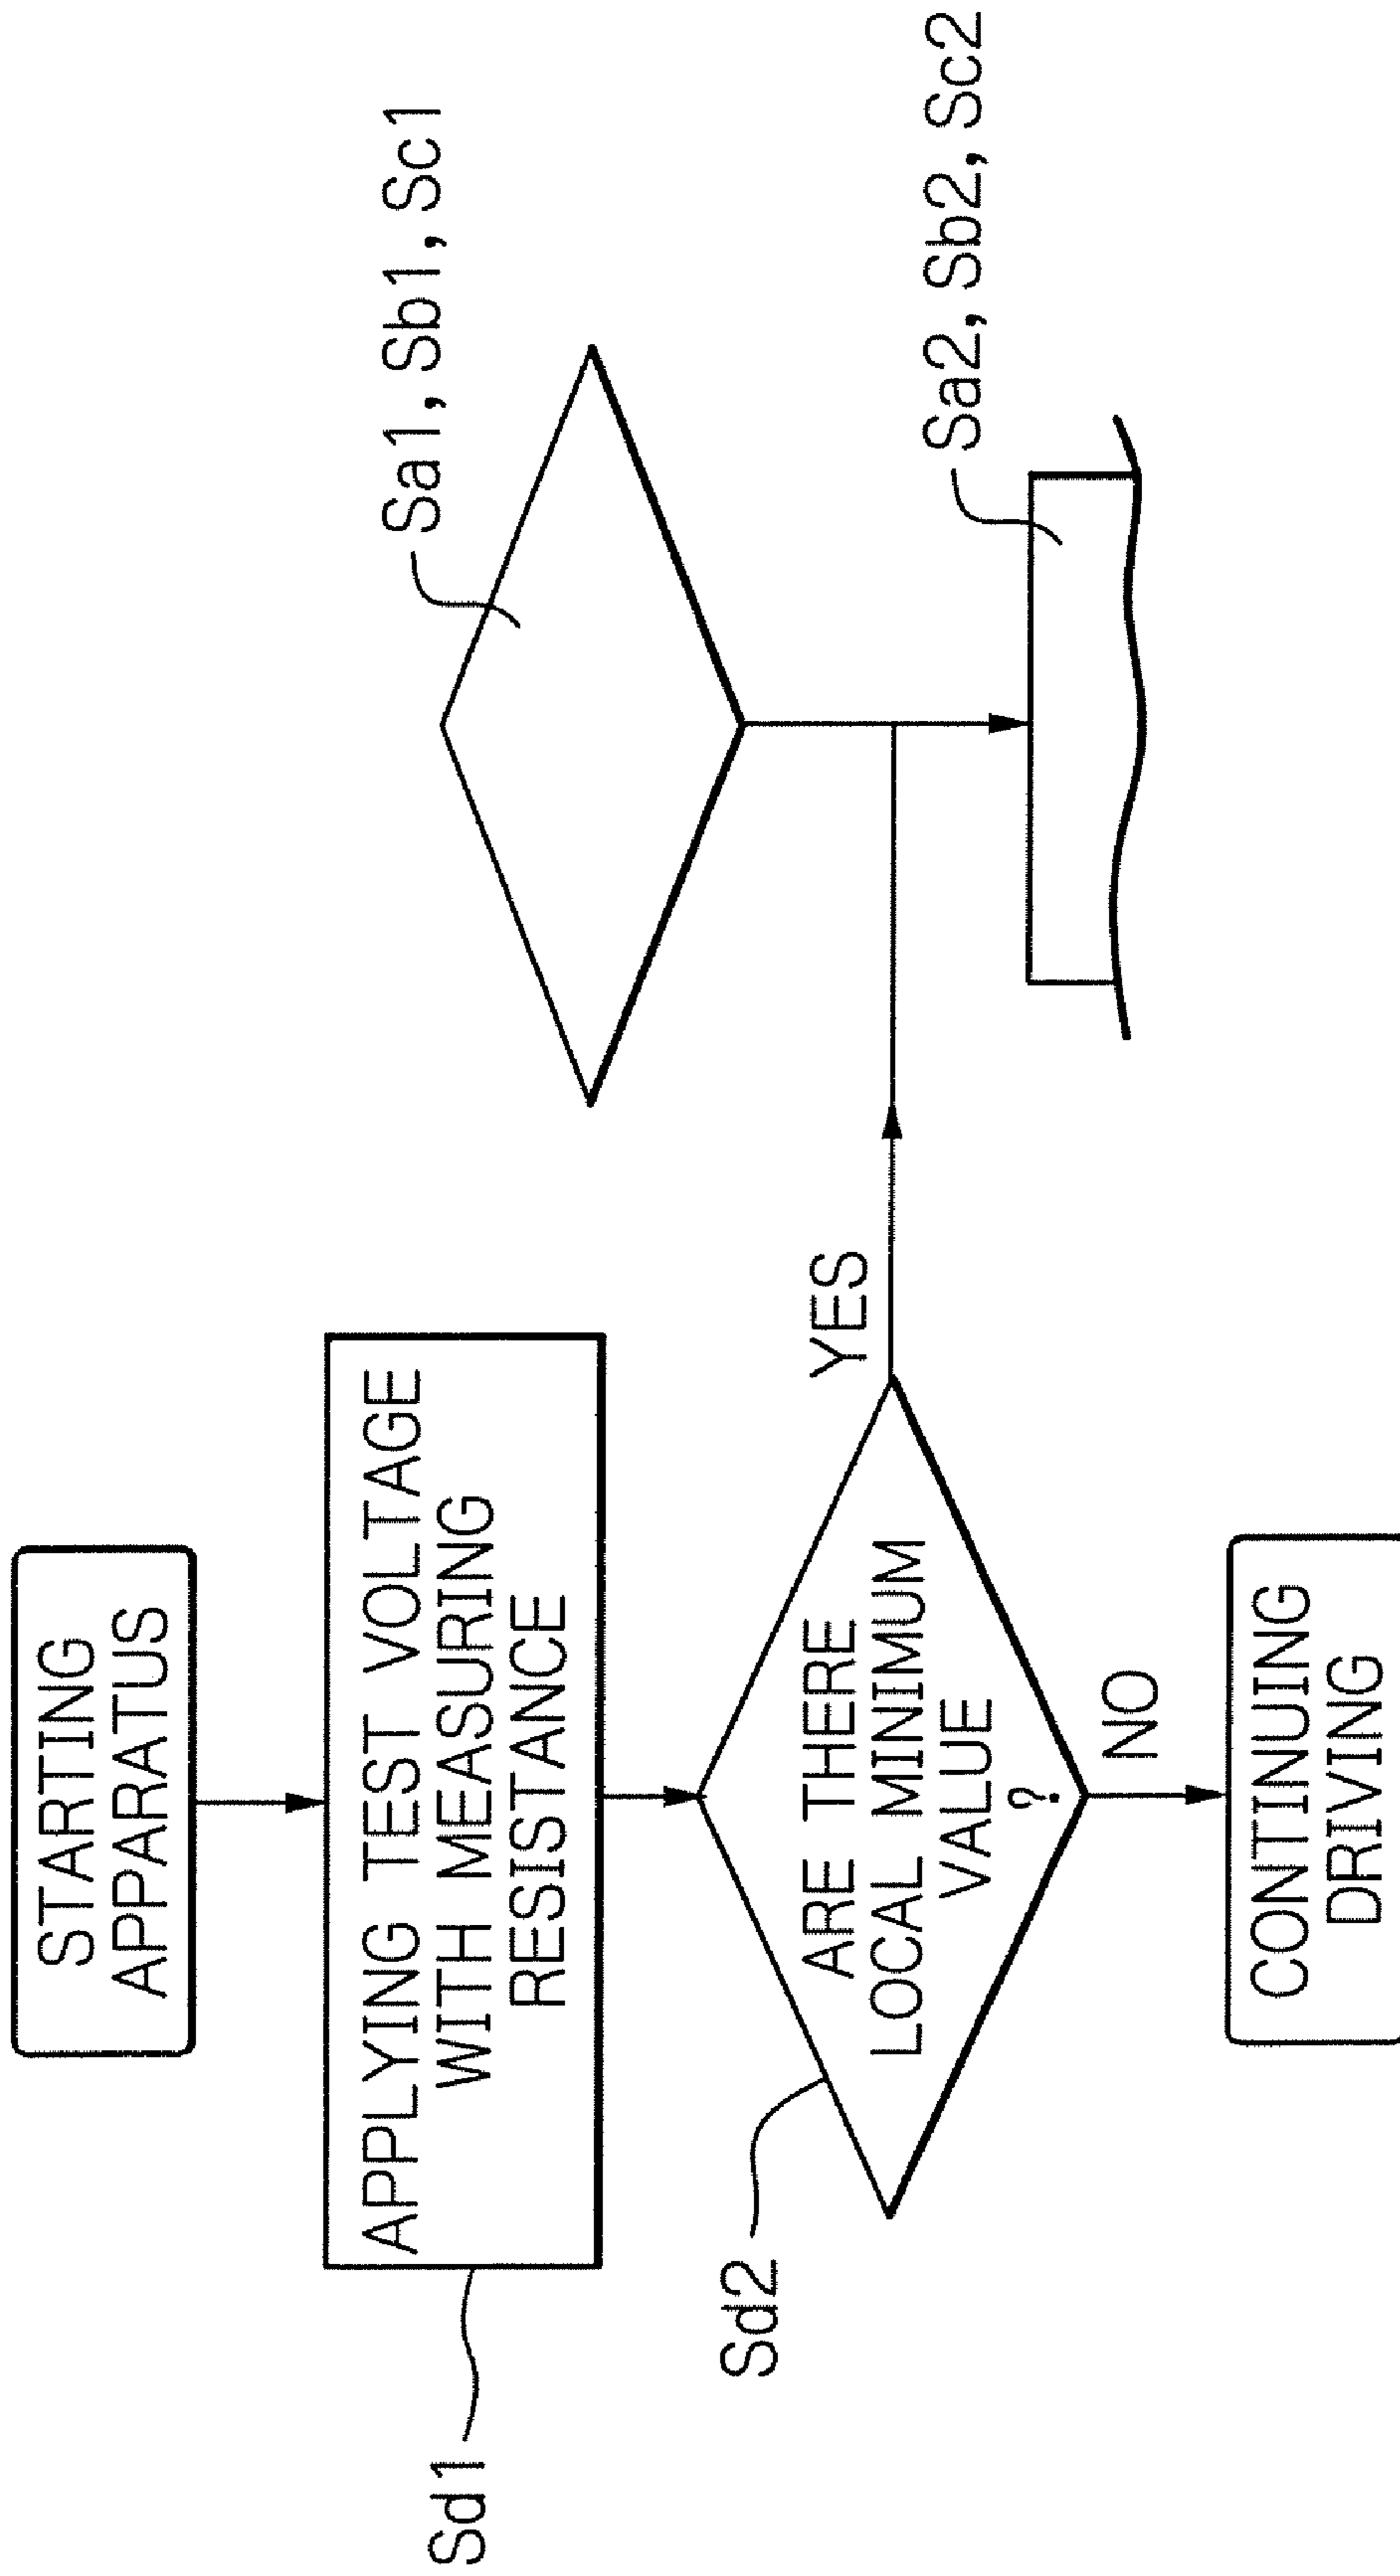 STARTING
APPARATUS
Sd1
APPLYING TEST VOLTAGE
WITH MEASURING
RESISTANCE
Sd2
ARE THERE
LOCAL MINIMUM
VALUE
?
YES
NO
CONTINUING
DRIVING
Sa1, Sb1, Sc1
Sa2, Sb2, Sc2